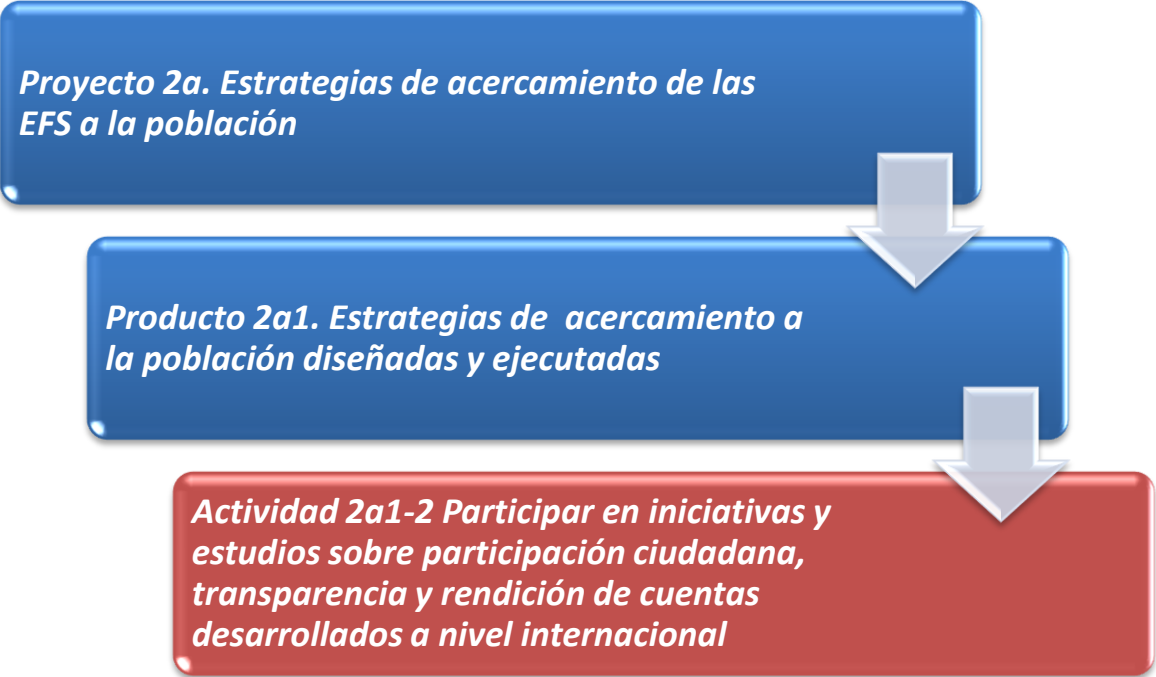 Proyecto 2a. Estrategias de acercamiento de las
EFS a la población
Producto 2a1. Estrategias de  acercamiento a
la población diseñadas y ejecutadas
Actividad 2a1-2 Participar en iniciativas y
estudios sobre participación ciudadana,
transparencia y rendición de cuentas
desarrollados a nivel internacional